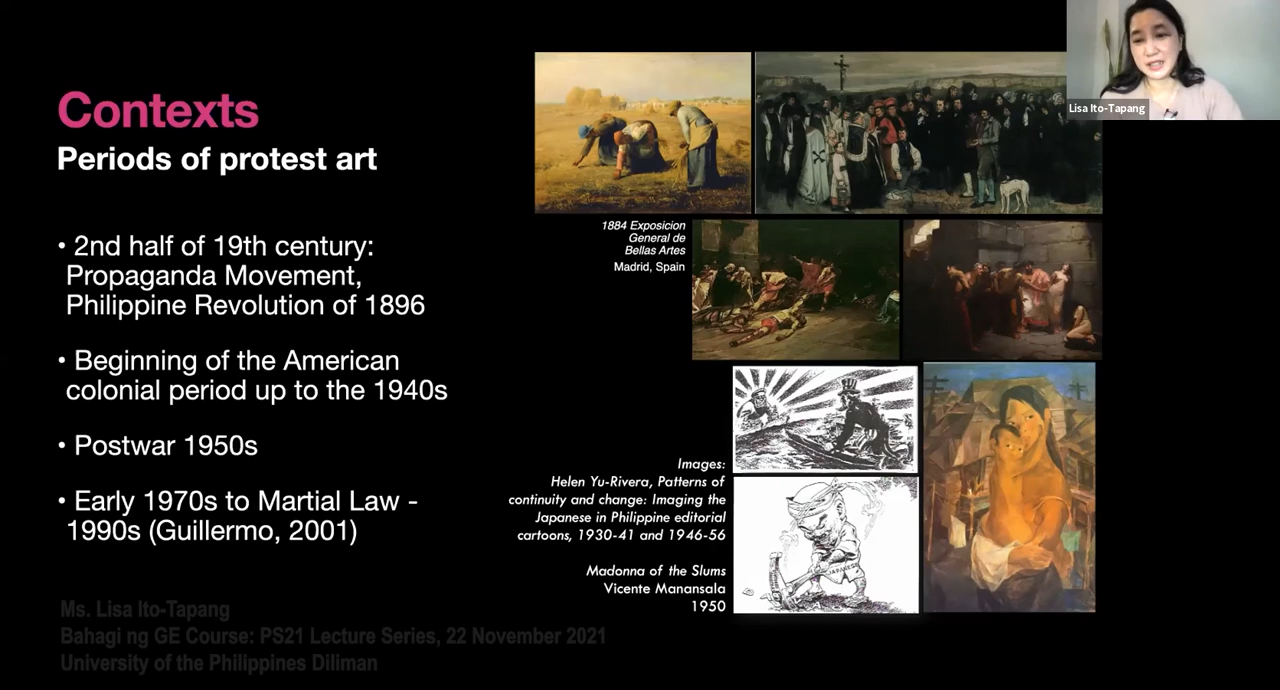 Contexts
Periods of protest art
• 2nd half of 19th century:
Propaganda Movement,
Philippine Revolution of 1896
• Beginning of the American
colonial period up to the 1940s
• Postwar 1950s
• Early 1970s to Martial Law -
1990s (Guillermo, 2001)
Ms. Lisa Ito-Tapang
Bahagi ng GE Course: PS21 Lecture Series, 22 November 2021
University of the Philippines Diliman
1884 Exposicion
General de
Bellas Artes
Madrid, Spain
Images:
Helen Yu-Rivera, Patterns of
continuity and change: Imaging the
Japanese in Philippine editorial
cartoons, 1930-41 and 1946-56
Madonna of the Slums
Vicente Manansala
1950
Lisa Ito-Tapang